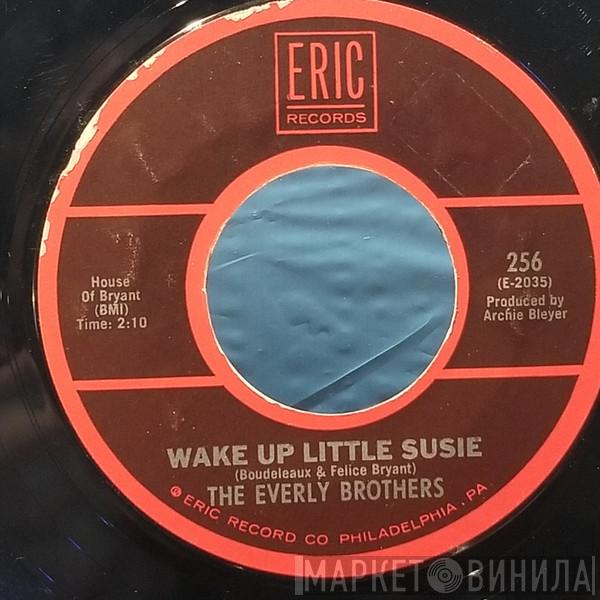 ERIC
RECORDS
House
Of Bryant
(BMI)
Time: 2:10
256
(E-2035)
Produced by
Archie Bleyer
WAKE UP LITTLE SUSIE
(Boudeleaux & Felice Bryant)
THE EVERLY BROTHERS
℗ ERIC RECORD CO PHILADELPHIA, PA
МАРКЕТ ВИНИЛА